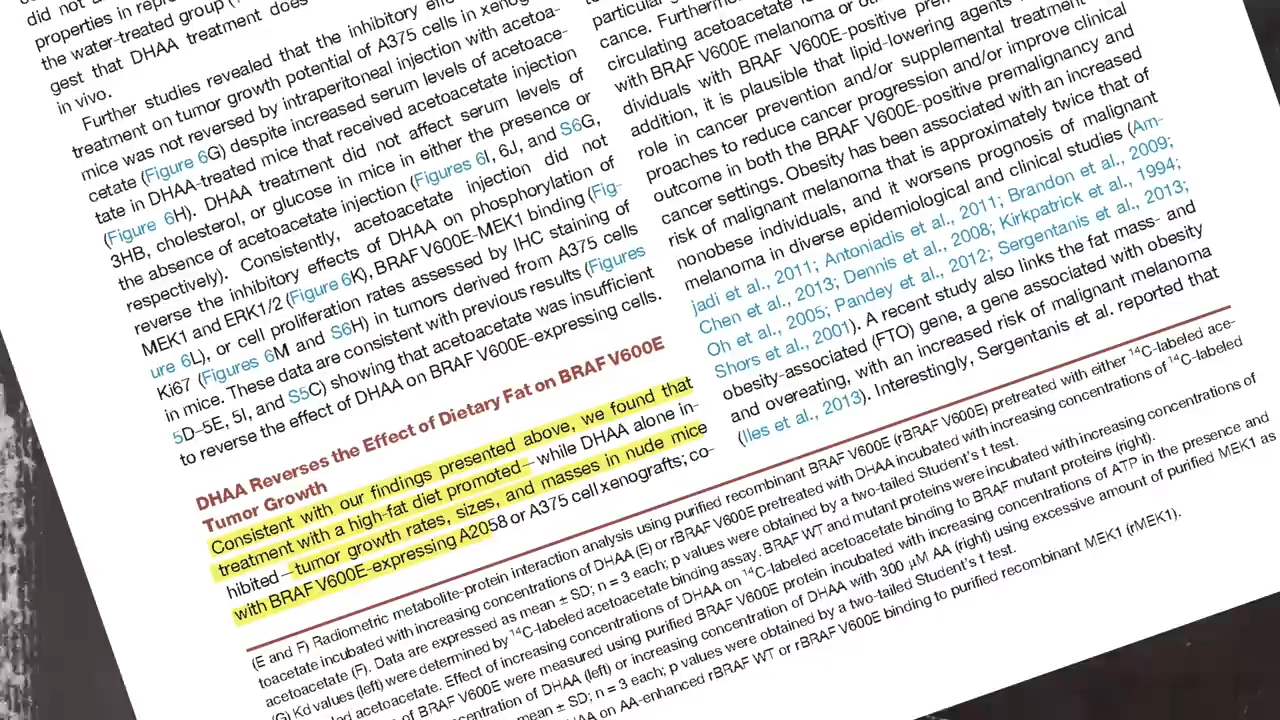 did not a
properties in repr
the water-treated group (
gest that DHAA treatment does
in vivo.
Further studies revealed that the inhibitory effe
treatment on tumor growth potential of A375 cells in xenog
mice was not reversed by intraperitoneal injection with acetoa-
cetate (Figure 6G) despite increased serum levels of acetoace-
tate in DHAA-treated mice that received acetoacetate injection
(Figure 6H). DHAA treatment did not affect serum levels of
3HB, cholesterol, or glucose in mice in either the presence or
the absence of acetoacetate injection (Figures 6I, 6J, and S6G,
respectively). Consistently, acetoacetate injection did not
reverse the inhibitory effects of DHAA on phosphorylation of
MEK1 and ERK1/2 (Figure 6K), BRAF V600E-MEK1 binding (Fig-
ure 6L), or cell proliferation rates assessed by IHC staining of
Ki67 (Figures 6M and S6H) in tumors derived from A375 cells
in mice. These data are consistent with previous results (Figures
5D–5E, 5I, and S5C) showing that acetoacetate was insufficient
to reverse the effect of DHAA on BRAF V600E-expressing cells.
DHAA Reverses the Effect of Dietary Fat on BRAF V600E
Tumor Growth
Consistent with our findings presented above, we found that
treatment with a high-fat diet promoted—while DHAA alone in-
hibited—tumor growth rates, sizes, and masses in nude mice
with BRAF V600E-expressing A2058 or A375 cell xenografts; co-
particular
cance. Furthermo
circulating acetoacetate
with BRAF V600E melanoma or othe
dividuals with BRAF V600E-positive prem
addition, it is plausible that lipid-lowering agents
role in cancer prevention and/or supplemental treatment
proaches to reduce cancer progression and/or improve clinical
outcome in both the BRAF V600E-positive premalignancy and
cancer settings. Obesity has been associated with an increased
risk of malignant melanoma that is approximately twice that of
nonobese individuals, and it worsens prognosis of malignant
melanoma in diverse epidemiological and clinical studies (Am-
jadi et al., 2011; Antoniadis et al., 2011; Brandon et al., 2009;
Chen et al., 2013; Dennis et al., 2008; Kirkpatrick et al., 1994;
Oh et al., 2005; Pandey et al., 2012; Sergentanis et al., 2013;
Shors et al., 2001). A recent study also links the fat mass- and
obesity-associated (FTO) gene, a gene associated with obesity
and overeating, with an increased risk of malignant melanoma
(Iles et al., 2013). Interestingly, Sergentanis et al. reported that
(E and F) Radiometric metabolite-protein interaction analysis using purified recombinant BRAF V600E (rBRAF V600E) pretreated with either 14C-labeled ace-
toacetate incubated with increasing concentrations of DHAA (E) or rBRAF V600E pretreated with DHAA incubated with increasing concentrations of 14C-labeled
acetoacetate (F). Data are expressed as mean ± SD; n = 3 each; p values were obtained by a two-tailed Student's t test.
(G) Kd values (left) were determined by 14C-labeled acetoacetate binding assay. BRAF WT and mutant proteins were incubated with increasing concentrations of
ed acetoacetate. Effect of increasing concentrations of DHAA on 14C-labeled acetoacetate binding to BRAF mutant proteins (right).
of BRAF V600E were measured using purified BRAF V600E protein incubated with increasing concentrations of ATP in the presence and
centration of DHAA (left) or increasing concentration of DHAA with 300 μM AA (right) using excessive amount of purified MEK1 as
mean ± SD; n = 3 each; p values were obtained by a two-tailed Student's t test.
HAA on AA-enhanced rBRAF WT or rBRAF V600E binding to purified recombinant MEK1 (rMEK1).